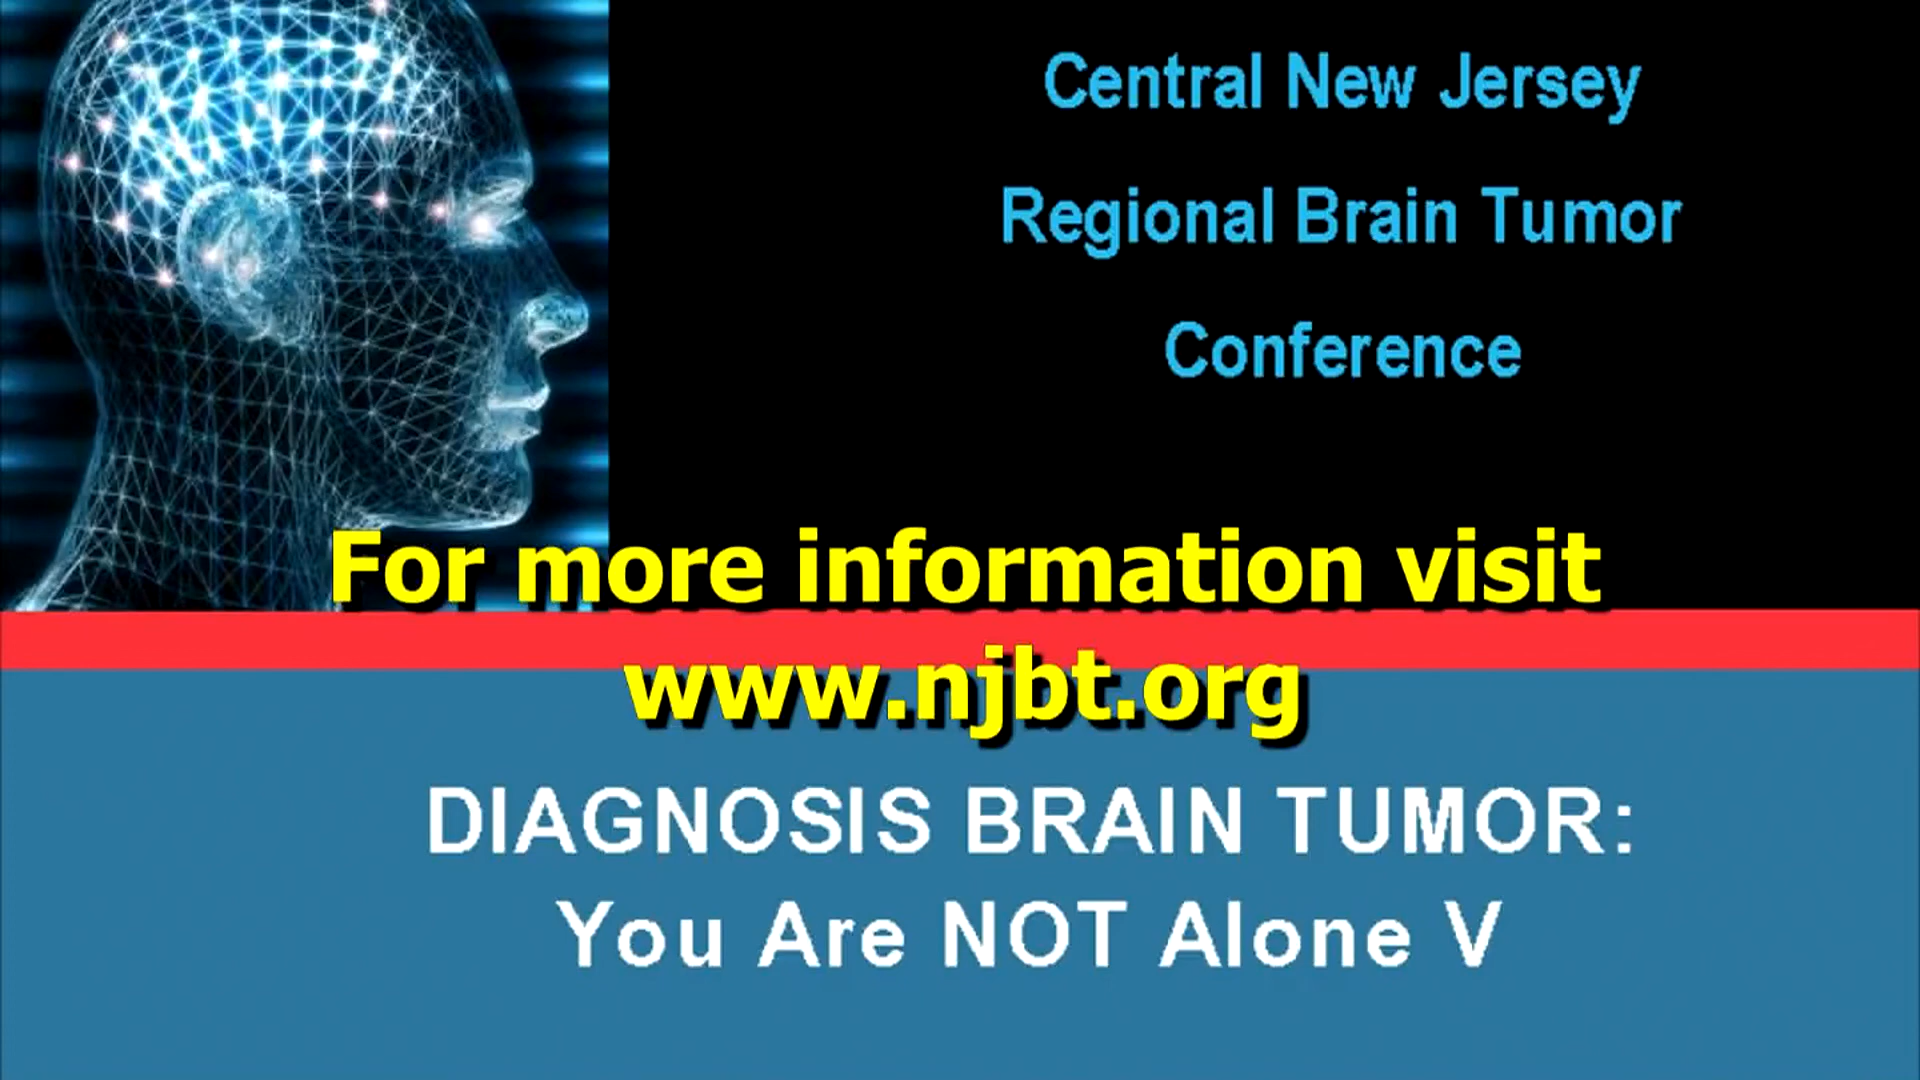 Central New Jersey
Regional Brain Tumor
Conference
For more information visit
www.njbt.org
DIAGNOSIS BRAIN TUMOR:
You Are NOT Alone V